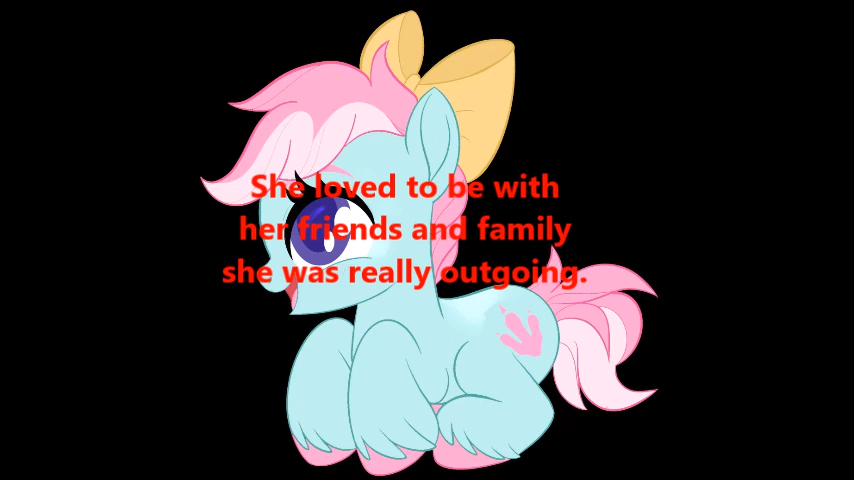 She loved to be with
her friends and family
she was really outgoing.